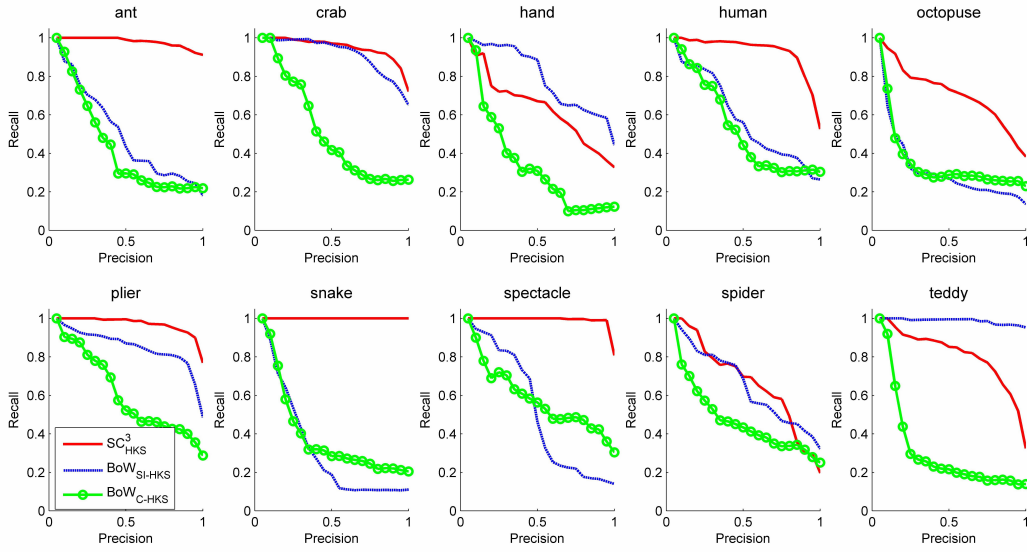 ant crab hand human octopuse
1 1 1 1 1
0.8 0.8 0.8 0.8 0.8
0.6 0.6 0.6 0.6 0.6
Recall Recall Recall Recall Recall
0.4 0.4 0.4 0.4 0.4
0.2 0.2 0.2 0.2 0.2
0 0 0 0 0
0 0.5 1 0 0.5 1 0 0.5 1 0 0.5 1 0 0.5 1
Precision Precision Precision Precision Precision
plier snake spectacle spider teddy
1 1 1 1 1
0.8 0.8 0.8 0.8 0.8
0.6 0.6 0.6 0.6 0.6
Recall Recall Recall Recall Recall
0.4 0.4 0.4 0.4 0.4
SC³HKS
BoWSI-HKS
0.2 0.2 0.2 0.2 0.2
BoWC-HKS
0 0 0 0 0
0 0.5 1 0 0.5 1 0 0.5 1 0 0.5 1 0 0.5 1
Precision Precision Precision Precision Precision